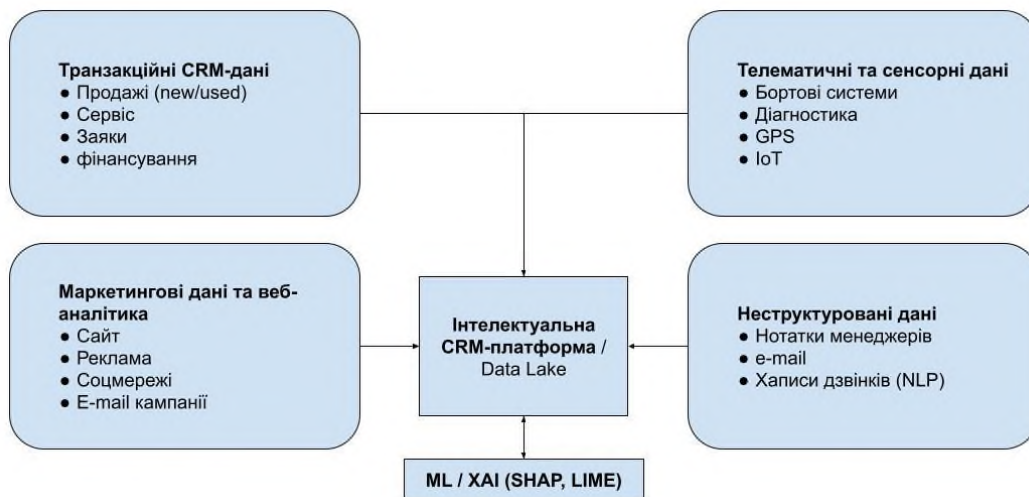 Транзакційні CRM-дані
● Продажі (new/used)
● Сервіс
● Заяки
● фінансування
Телематичні та сенсорні дані
● Бортові системи
● Діагностика
● GPS
● IoT
Маркетингові дані та веб-
аналітика
● Сайт
● Реклама
● Соцмережі
● E-mail кампанії
Інтелектуальна
CRM-платформа /
Data Lake
Неструктуровані дані
● Нотатки менеджерів
● e-mail
● Хаписи дзвінків (NLP)
ML / XAI (SHAP, LIME)